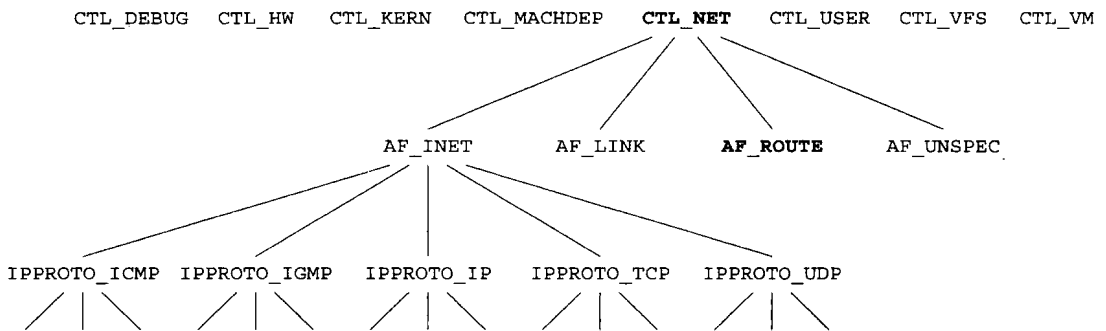 CTL_DEBUG CTL_HW CTL_KERN CTL_MACHDEP CTL_NET CTL_USER CTL_VFS CTL_VM
AF_INET AF_LINK AF_ROUTE AF_UNSPEC
IPPROTO_ICMP IPPROTO_IGMP IPPROTO_IP IPPROTO_TCP IPPROTO_UDP